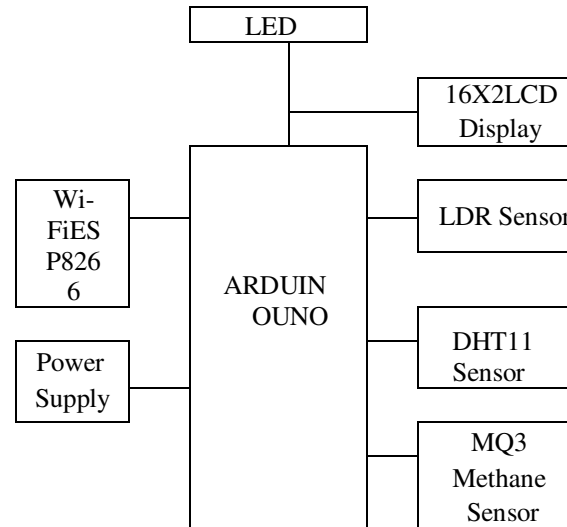 LED
16X2LCD
Display
Wi-
FiES
P826
6
LDR Sensor
ARDUIN
OUNO
DHT11
Sensor
Power
Supply
MQ3
Methane
Sensor